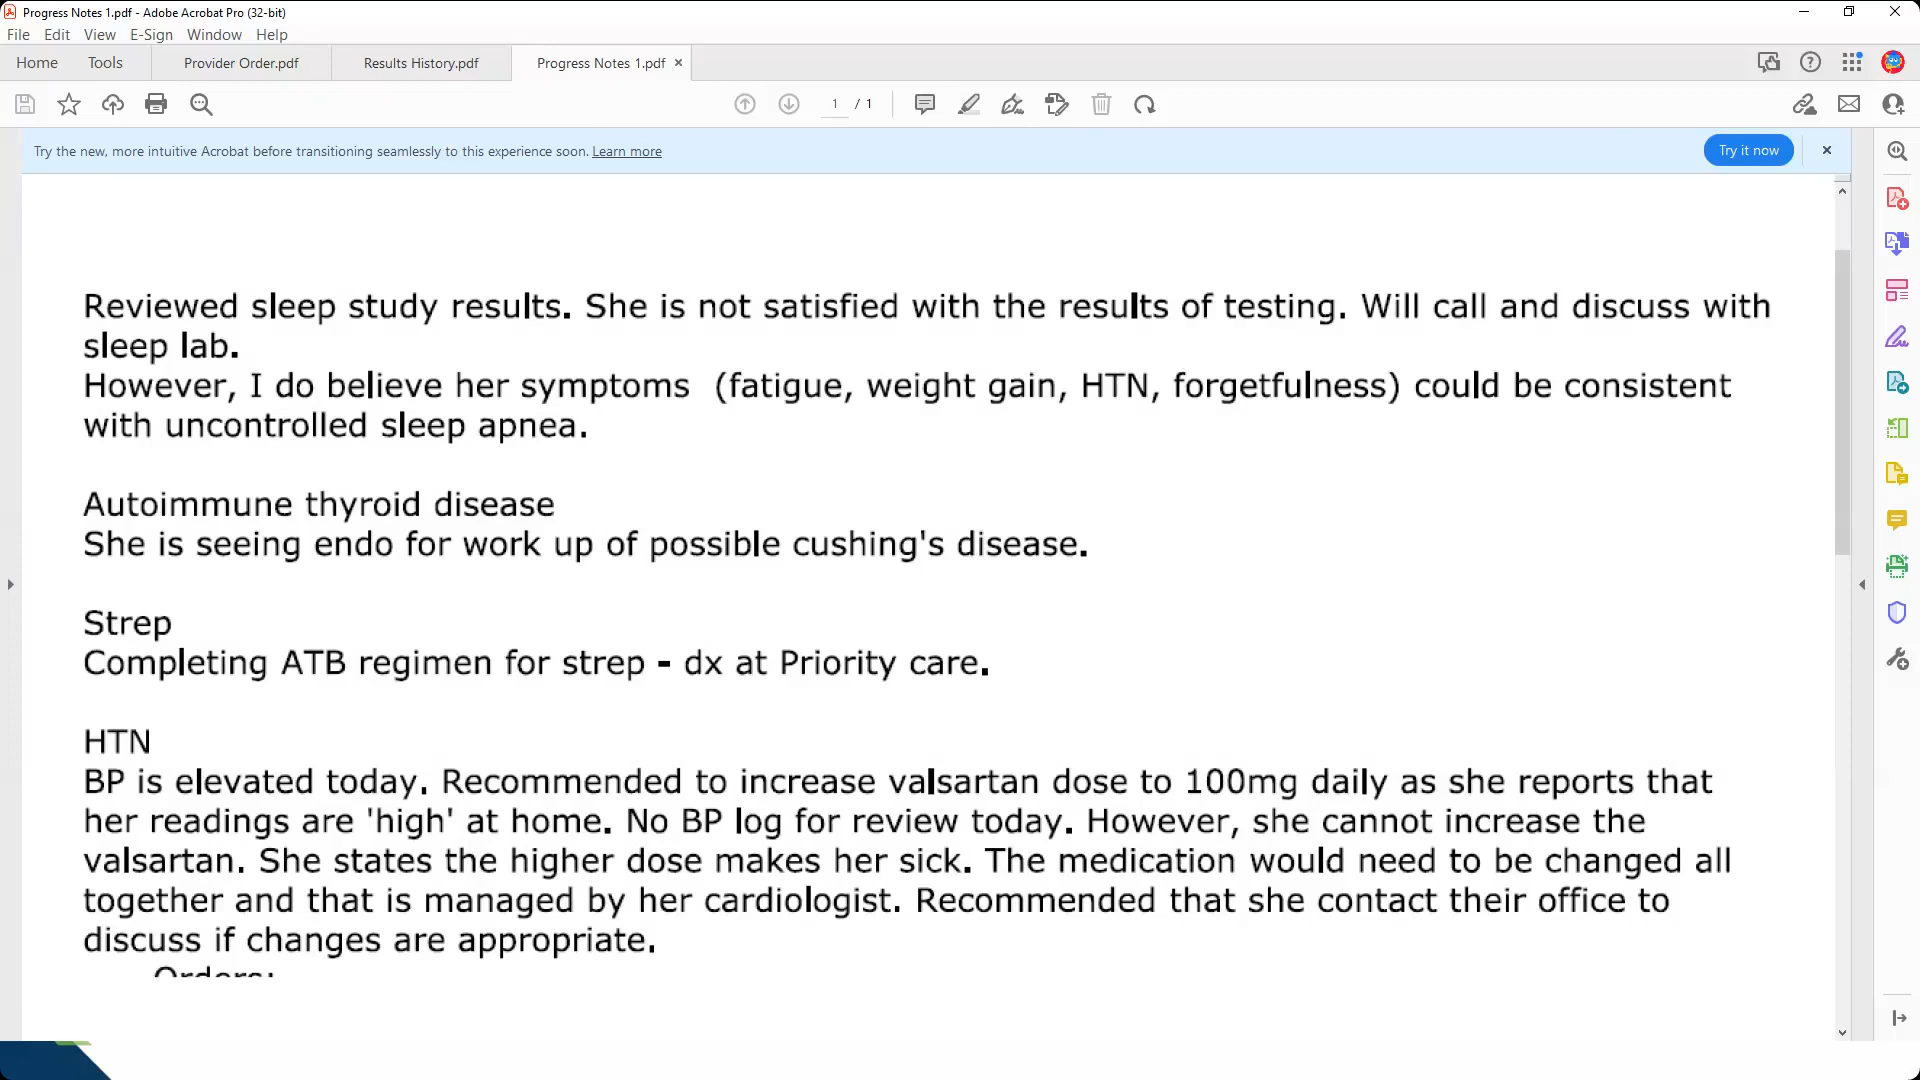 Progress Notes 1.pdf - Adobe Acrobat Pro (32-bit)
File Edit View E-Sign Window Help
Home Tools Provider Order.pdf Results History.pdf Progress Notes 1.pdf ×
1 / 1
Try the new, more intuitive Acrobat before transitioning seamlessly to this experience soon. Learn more Try it now
Reviewed sleep study results. She is not satisfied with the results of testing. Will call and discuss with
sleep lab.
However, I do believe her symptoms (fatigue, weight gain, HTN, forgetfulness) could be consistent
with uncontrolled sleep apnea.
Autoimmune thyroid disease
She is seeing endo for work up of possible cushing's disease.
Strep
Completing ATB regimen for strep - dx at Priority care.
HTN
BP is elevated today. Recommended to increase valsartan dose to 100mg daily as she reports that
her readings are 'high' at home. No BP log for review today. However, she cannot increase the
valsartan. She states the higher dose makes her sick. The medication would need to be changed all
together and that is managed by her cardiologist. Recommended that she contact their office to
discuss if changes are appropriate.
Orders: